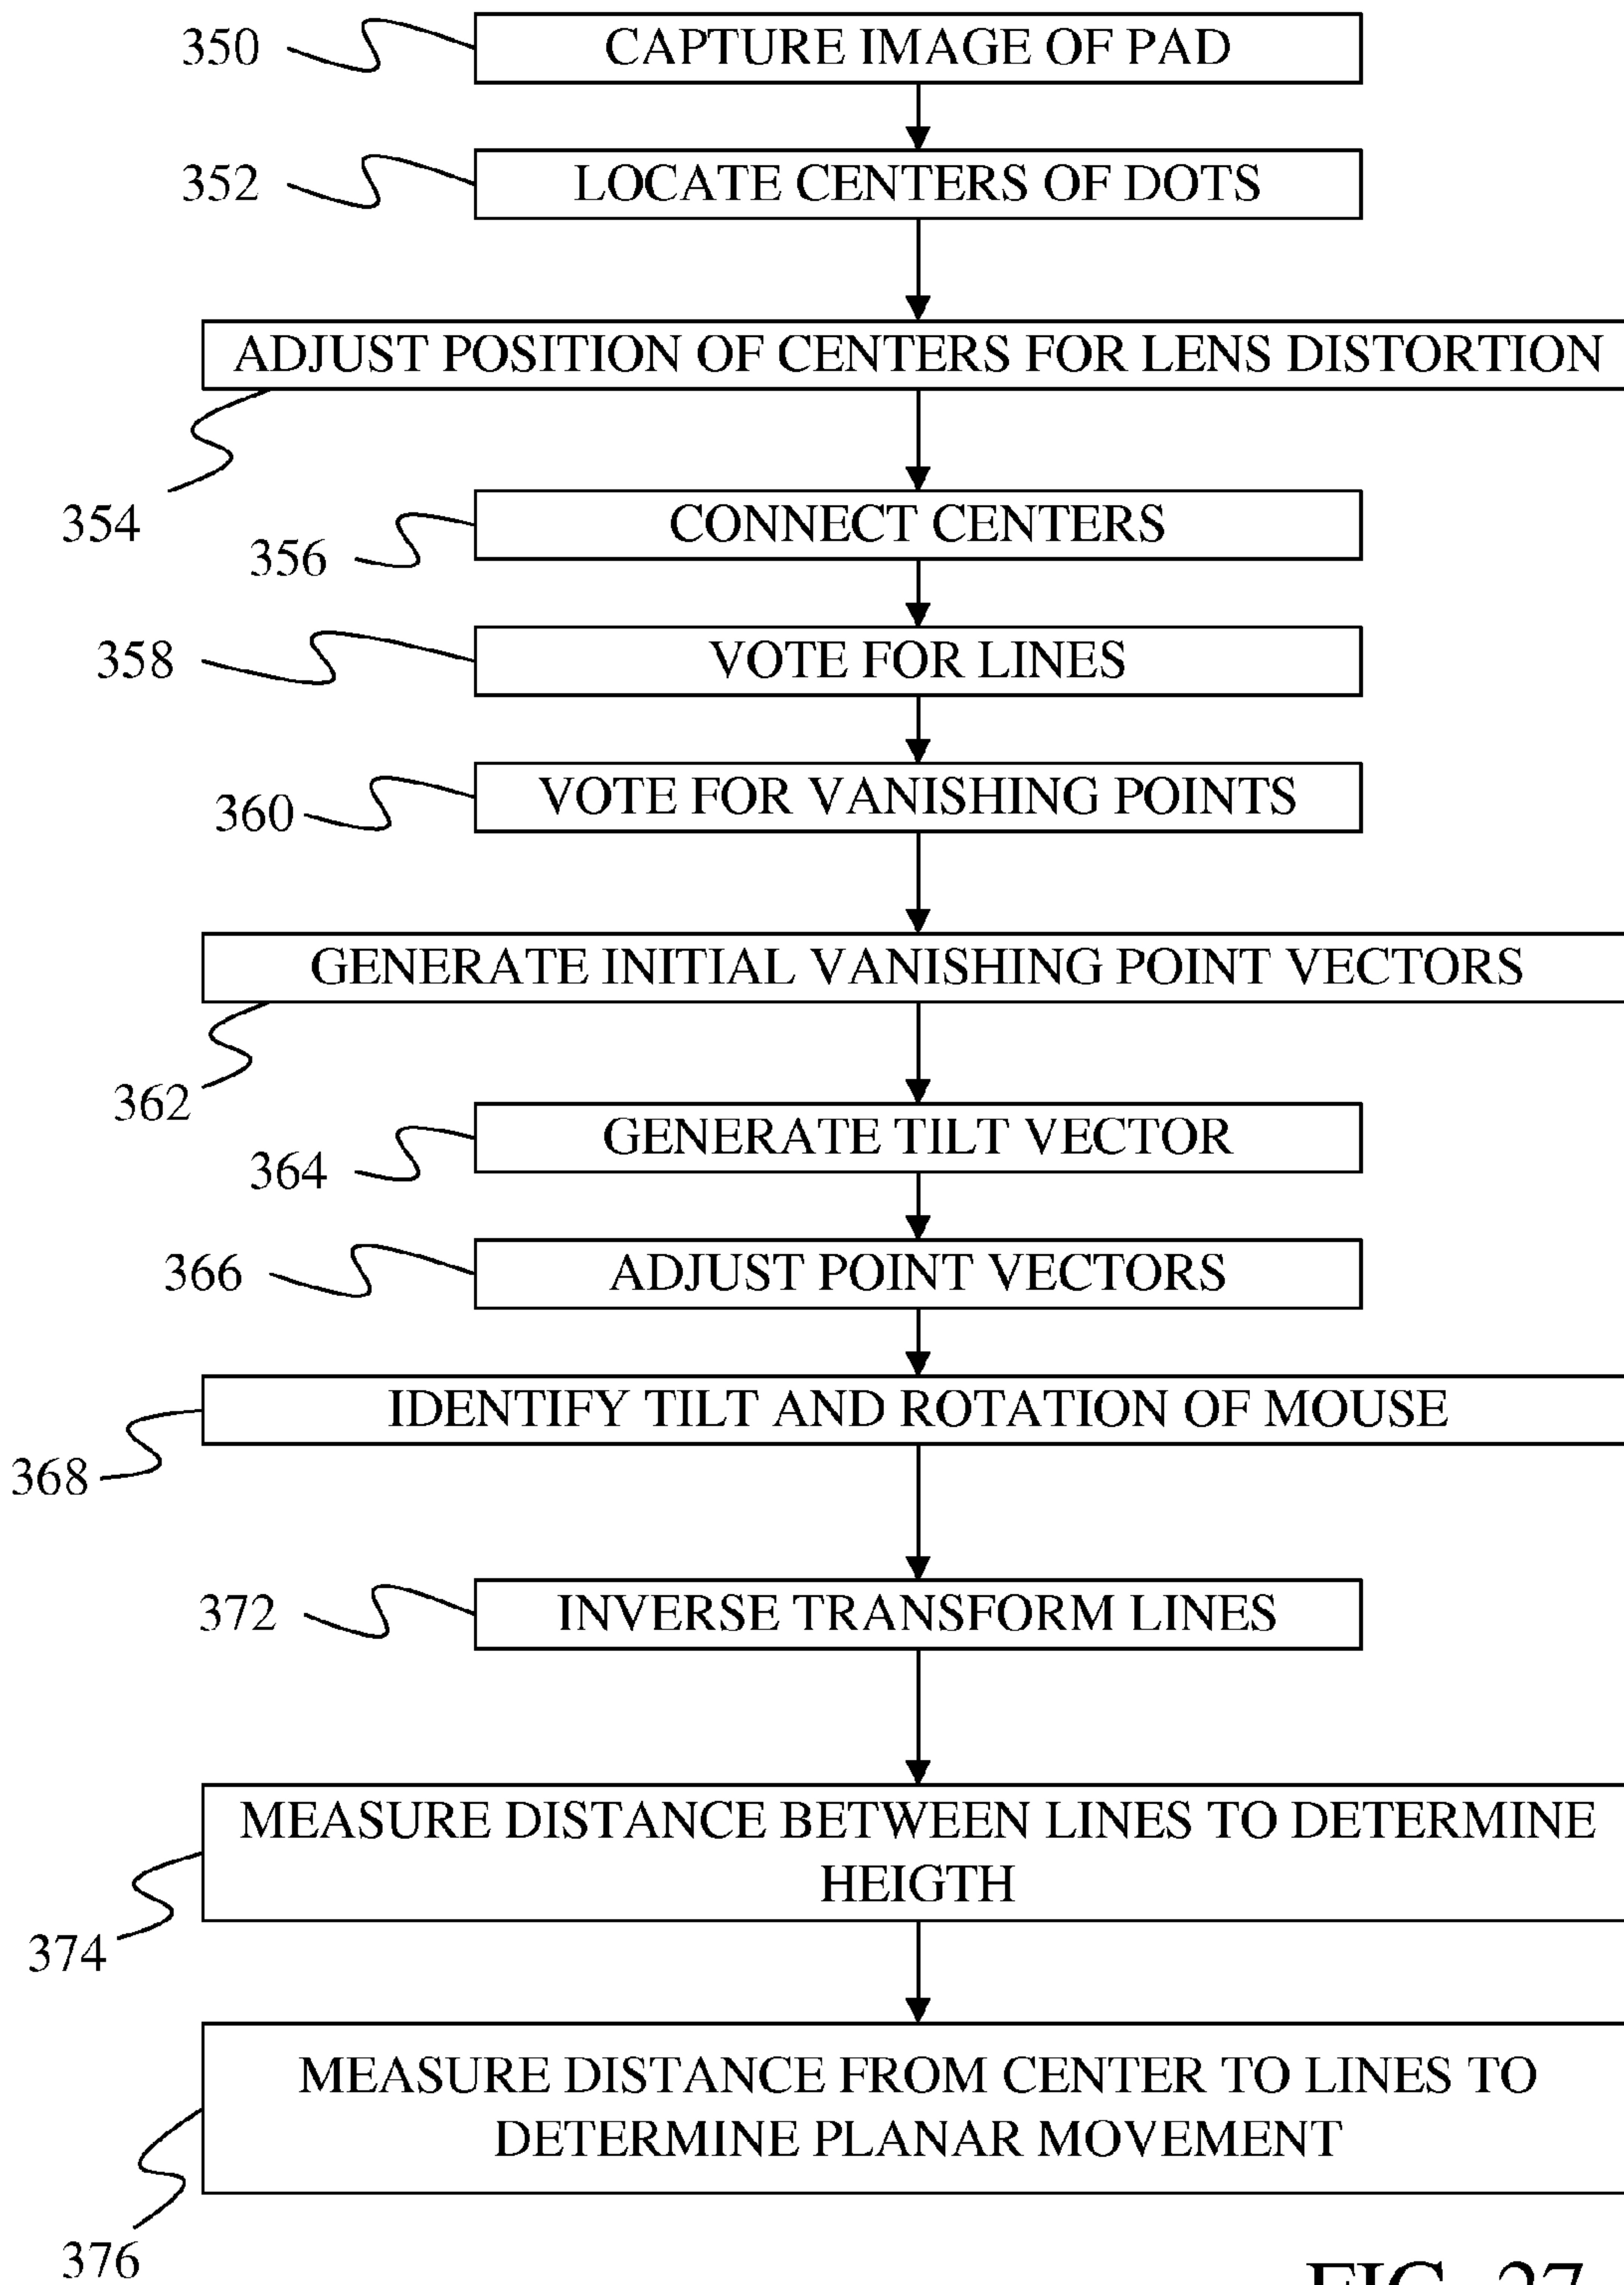 350 CAPTURE IMAGE OF PAD
352 LOCATE CENTERS OF DOTS
ADJUST POSITION OF CENTERS FOR LENS DISTORTION
354
CONNECT CENTERS
356
358 VOTE FOR LINES
VOTE FOR VANISHING POINTS
360
GENERATE INITIAL VANISHING POINT VECTORS
362
GENERATE TILT VECTOR
364
366 ADJUST POINT VECTORS
IDENTIFY TILT AND ROTATION OF MOUSE
368
372 INVERSE TRANSFORM LINES
MEASURE DISTANCE BETWEEN LINES TO DETERMINE
HEIGTH
374
MEASURE DISTANCE FROM CENTER TO LINES TO
DETERMINE PLANAR MOVEMENT
376
FIG. 27